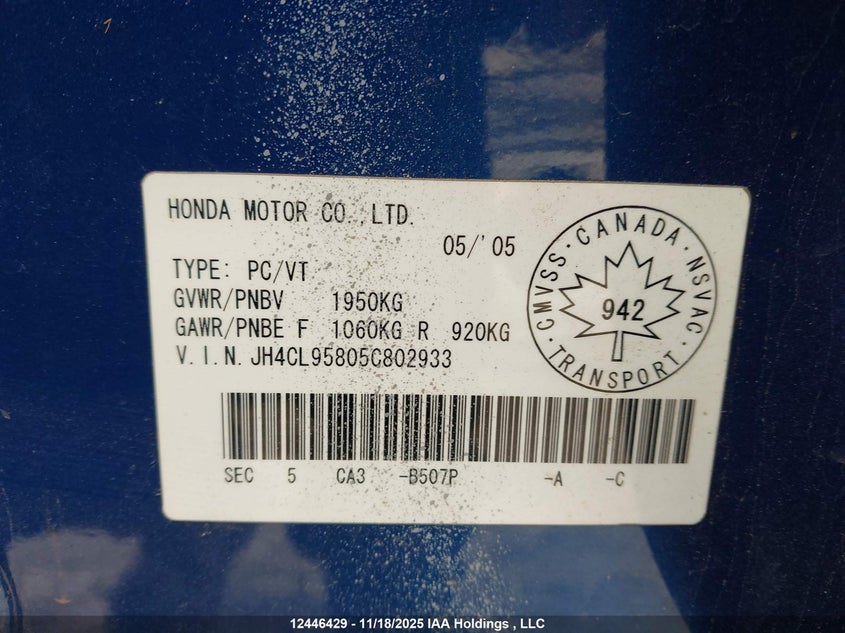 HONDA MOTOR CO.,LTD.
05/'05
TYPE: PC/VT
GVWR/PNBV 1950KG
GAWR/PNBE F 1060KG R 920KG
V.I.N. JH4CL95805C802933
CMVSS · CANADA · NSVAC · TRANSPORT ·
942
SEC 5 CA3 -B507P -A -C
12446429 - 11/18/2025 IAA Holdings , LLC